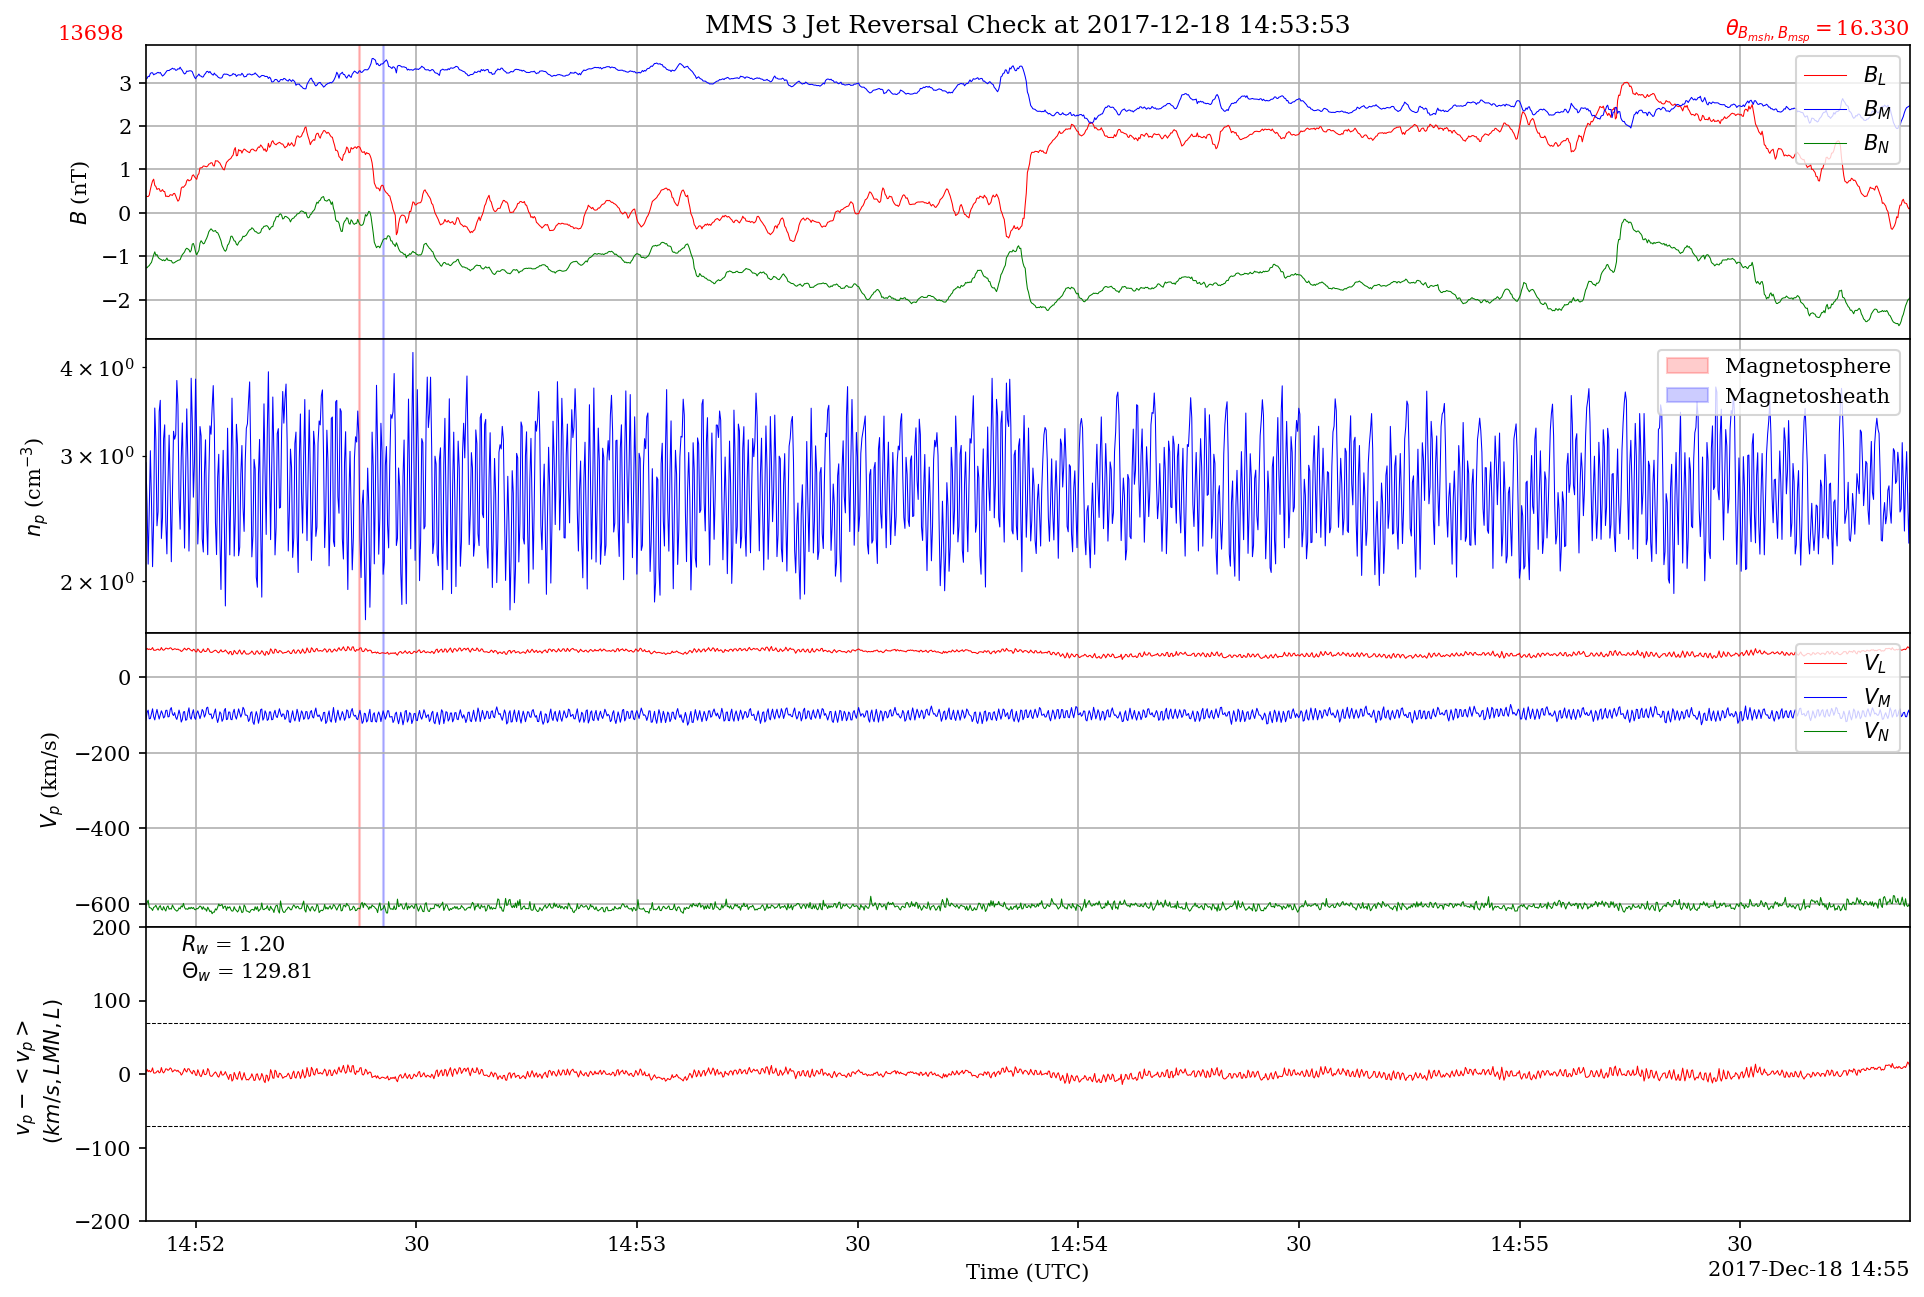 13698
MMS 3 Jet Reversal Check at 2017-12-18 14:53:53
θ_{B_{msh}, B_{msp}} = 16.330
B (nT)
3
2
1
0
−1
−2
B_L
B_M
B_N
n_p (cm^{−3})
4 × 10^0
3 × 10^0
2 × 10^0
Magnetosphere
Magnetosheath
V_p (km/s)
0
−200
−400
−600
V_L
V_M
V_N
v_p − < v_p >
(km/s, LMN, L)
200
100
0
−100
−200
R_w = 1.20
Θ_w = 129.81
14:52
30
14:53
30
14:54
30
14:55
30
Time (UTC)
2017-Dec-18 14:55